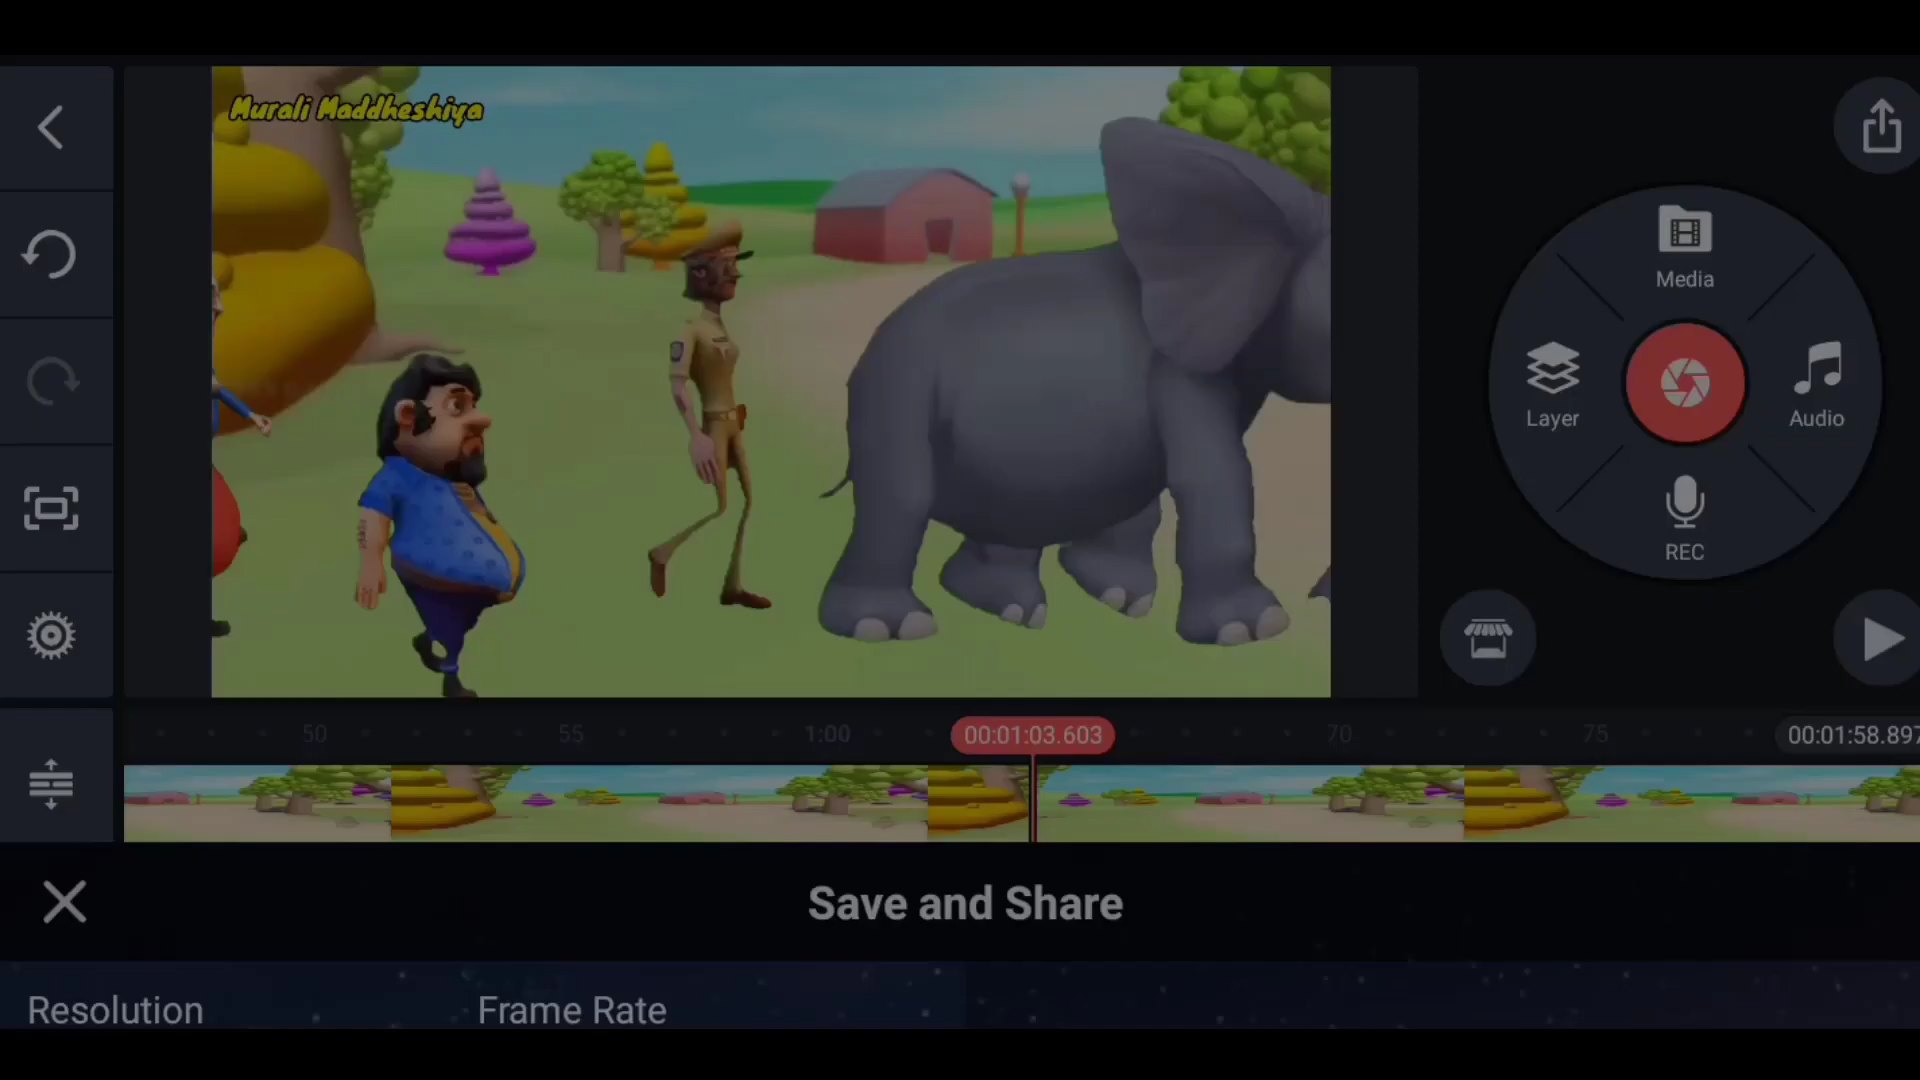 Murali Maddheshiya
Media
Layer
Audio
REC
50
55
1:00
00:01:03.603
70
75
00:01:58.897
Save and Share
Resolution
Frame Rate